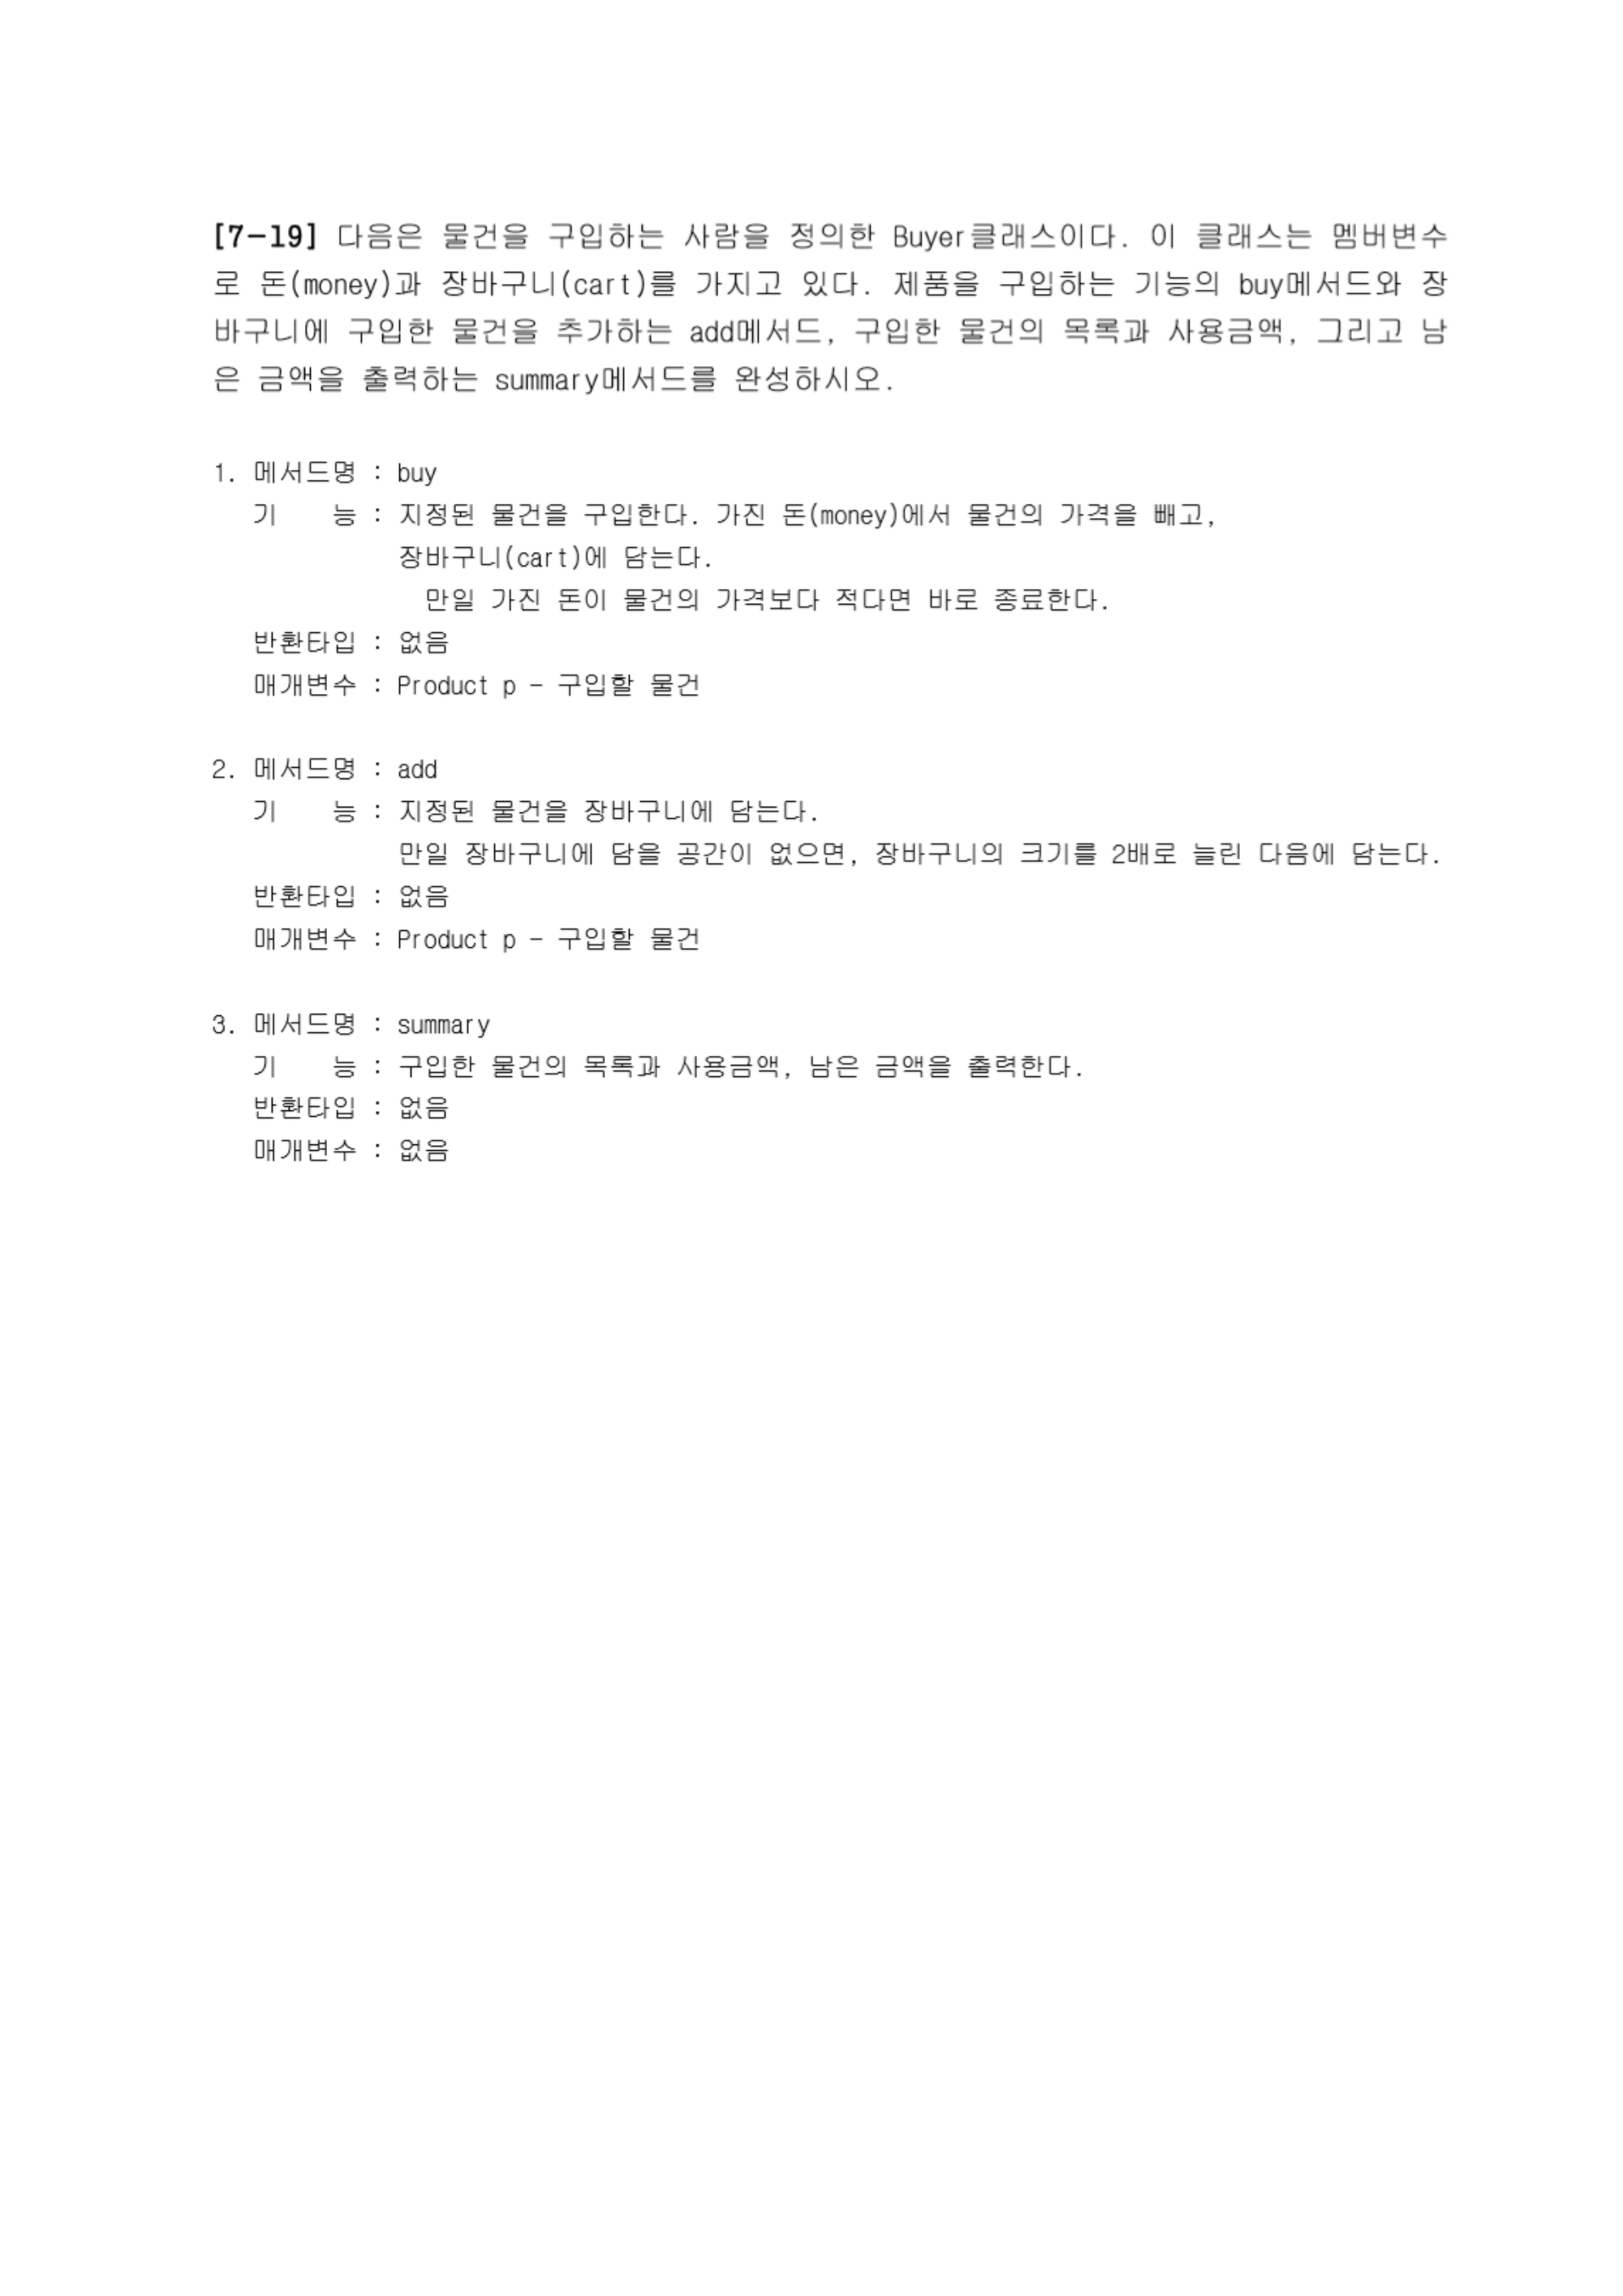 [7-19] 다음은 물건을 구입하는 사람을 정의한 Buyer클래스이다. 이 클래스는 멤버변수
로 돈(money)과 장바구니(cart)를 가지고 있다. 제품을 구입하는 기능의 buy메서드와 장
바구니에 구입한 물건을 추가하는 add메서드, 구입한 물건의 목록과 사용금액, 그리고 남
은 금액을 출력하는 summary메서드를 완성하시오.
1. 메서드명 : buy
기 능 : 지정된 물건을 구입한다. 가진 돈(money)에서 물건의 가격을 빼고,
장바구니(cart)에 담는다.
만일 가진 돈이 물건의 가격보다 적다면 바로 종료한다.
반환타입 : 없음
매개변수 : Product p - 구입할 물건
2. 메서드명 : add
기 능 : 지정된 물건을 장바구니에 담는다.
만일 장바구니에 담을 공간이 없으면, 장바구니의 크기를 2배로 늘린 다음에 담는다.
반환타입 : 없음
매개변수 : Product p - 구입할 물건
3. 메서드명 : summary
기 능 : 구입한 물건의 목록과 사용금액, 남은 금액을 출력한다.
반환타입 : 없음
매개변수 : 없음